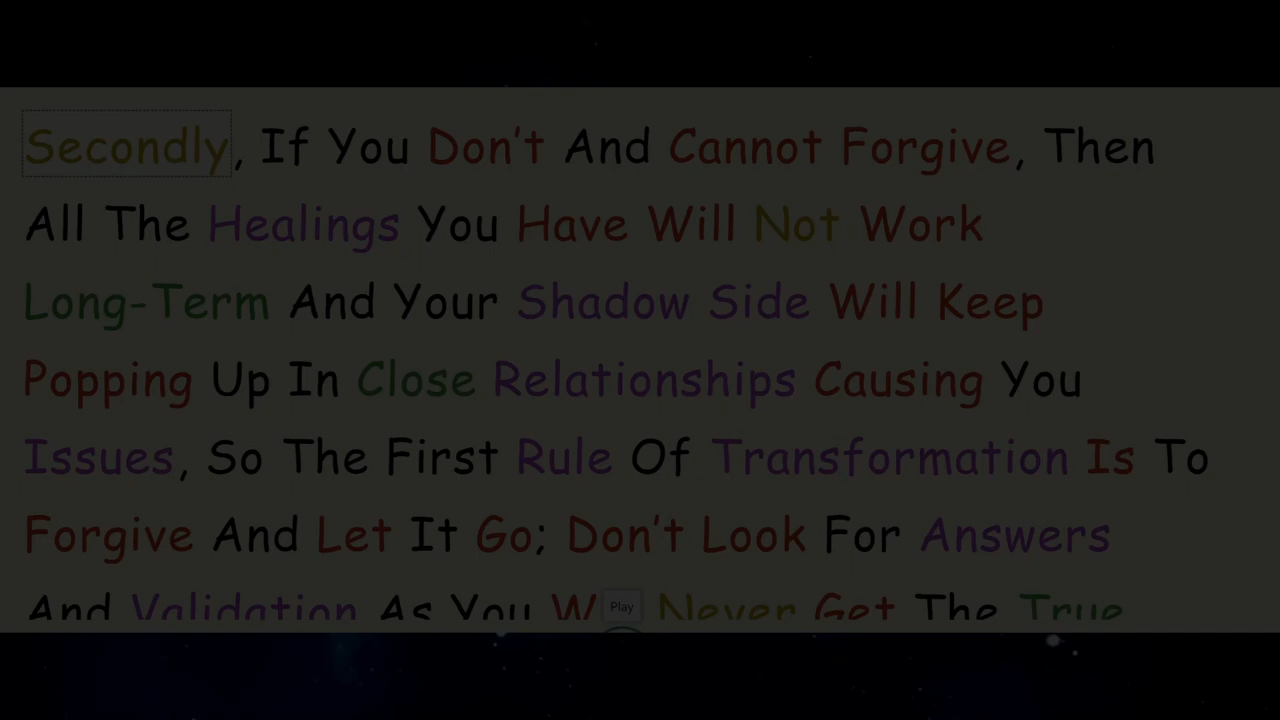 Secondly, If You Don't And Cannot Forgive, Then
All The Healings You Have Will Not Work
Long-Term And Your Shadow Side Will Keep
Popping Up In Close Relationships Causing You
Issues, So The First Rule Of Transformation Is To
Forgive And Let It Go; Don't Look For Answers
And Validation As You Never Get The True
Play